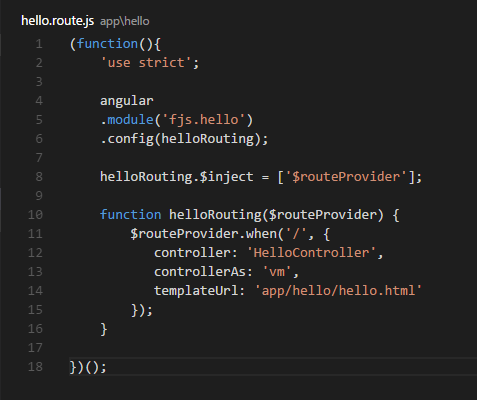 hello.route.js app\hello
1 (function(){
2 'use strict';
3
4 angular
5 .module('fjs.hello')
6 .config(helloRouting);
7
8 helloRouting.$inject = ['$routeProvider'];
9
10 function helloRouting($routeProvider) {
11 $routeProvider.when('/', {
12 controller: 'HelloController',
13 controllerAs: 'vm',
14 templateUrl: 'app/hello/hello.html'
15 });
16 }
17
18 })();